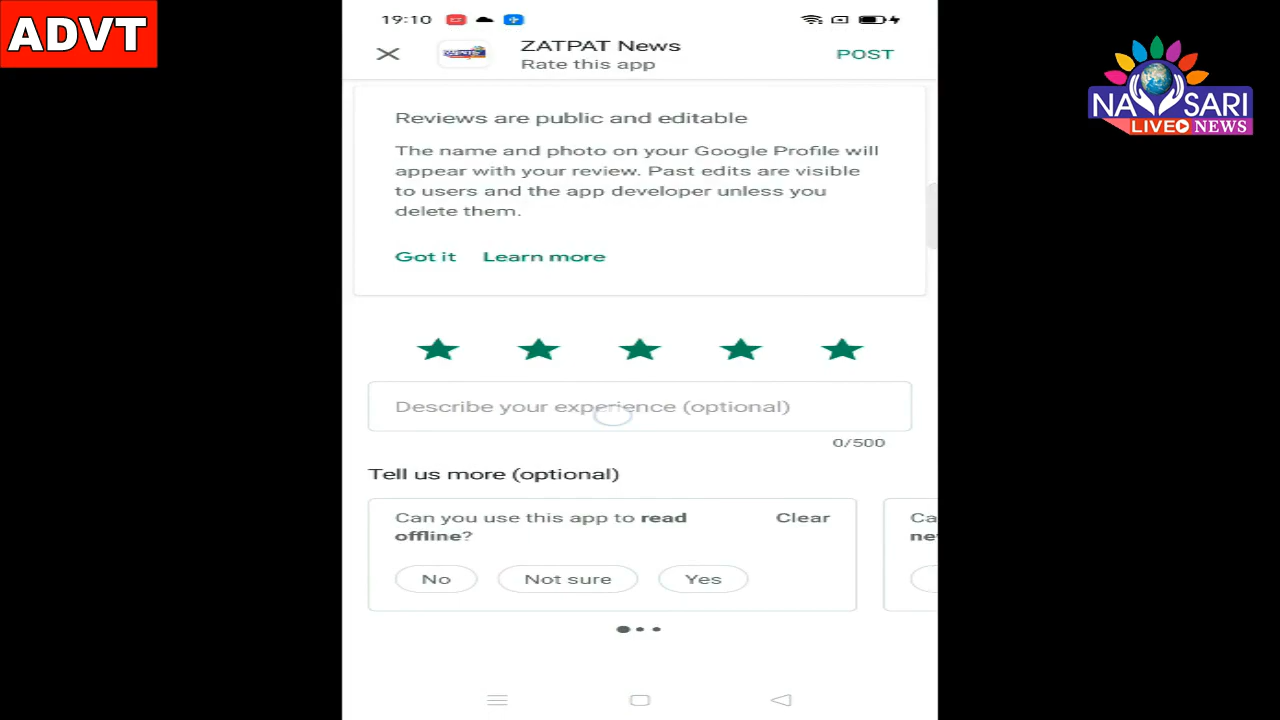 ADVT
19:10
ZATPAT News
Rate this app
POST
NAVSARI
LIVE NEWS
Reviews are public and editable
The name and photo on your Google Profile will
appear with your review. Past edits are visible
to users and the app developer unless you
delete them.
Got it Learn more
Describe your experience (optional)
0/500
Tell us more (optional)
Can you use this app to read
offline?
Clear
Ca
ne
No Not sure Yes